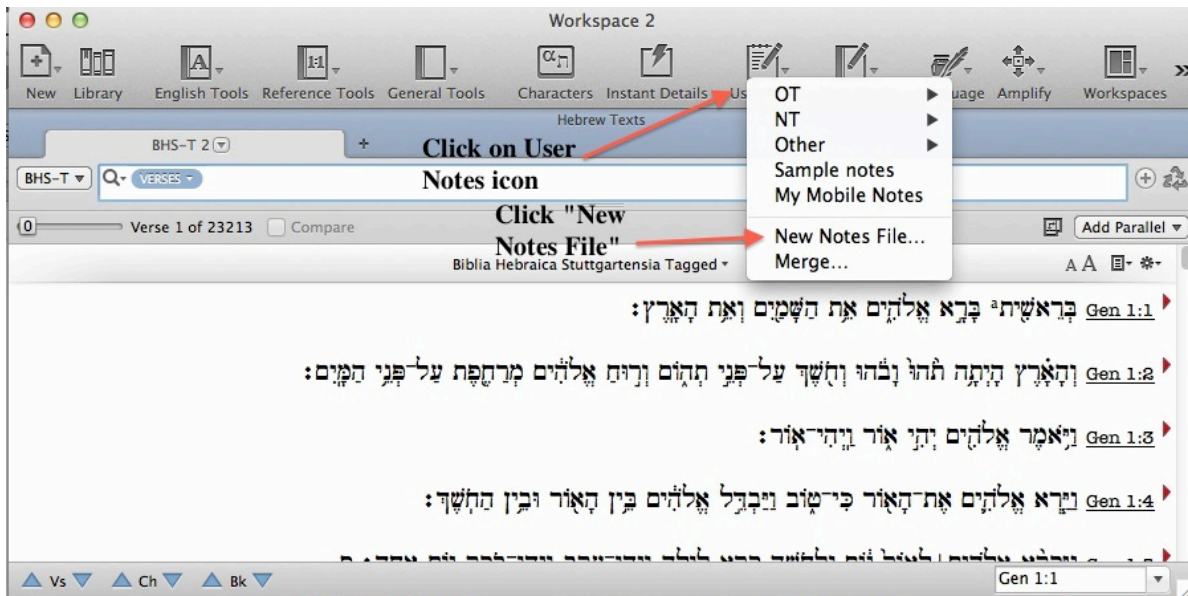 Workspace 2
New Library English Tools Reference Tools General Tools Characters Instant Details Us uage Amplify Workspaces
Hebrew Texts
BHS-T 2
Click on User
Notes icon
BHS-T VERSES
Click "New
Notes File"
0 Verse 1 of 23213 Compare Add Parallel
Biblia Hebraica Stuttgartensia Tagged A A
OT
NT
Other
Sample notes
My Mobile Notes
New Notes File...
Merge...
Gen 1:1 בְּרֵאשִׁ֖ית a בָּרָ֣א אֱלֹהִ֑ים אֵ֥ת הַשָּׁמַ֖יִם וְאֵ֥ת הָאָֽרֶץ׃
Gen 1:2 וְהָאָ֗רֶץ הָיְתָ֥ה תֹ֙הוּ֙ וָבֹ֔הוּ וְחֹ֖שֶׁךְ עַל־פְּנֵ֣י תְה֑וֹם וְר֣וּחַ אֱלֹהִ֔ים מְרַחֶ֖פֶת עַל־פְּנֵ֥י הַמָּֽיִם׃
Gen 1:3 וַיֹּ֥אמֶר אֱלֹהִ֖ים יְהִ֣י א֑וֹר וַֽיְהִי־אֽוֹר׃
Gen 1:4 וַיַּ֧רְא אֱלֹהִ֛ים אֶת־הָא֖וֹר כִּי־ט֑וֹב וַיַּבְדֵּ֣ל אֱלֹהִ֔ים בֵּ֥ין הָא֖וֹר וּבֵ֥ין הַחֹֽשֶׁךְ׃
Vs Ch Bk Gen 1:1